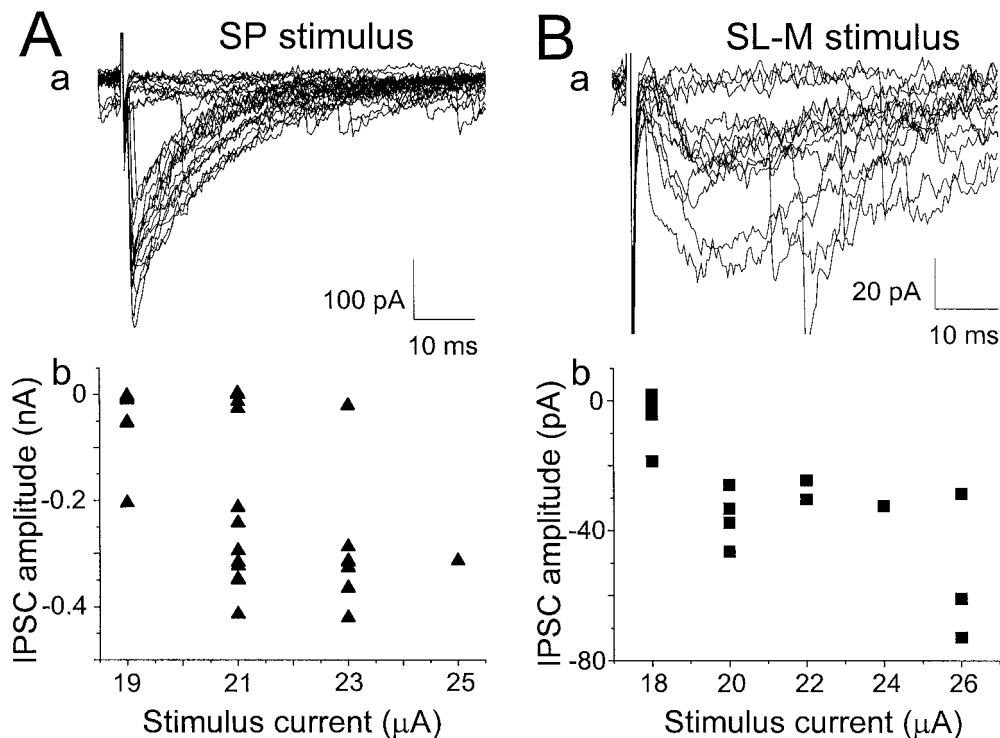 A
SP stimulus
a
100 pA
10 ms
b
IPSC amplitude (nA)
0
-0.2
-0.4
19 21 23 25
Stimulus current (μA)
B
SL-M stimulus
a
20 pA
10 ms
b
IPSC amplitude (pA)
0
-40
-80
18 20 22 24 26
Stimulus current (μA)